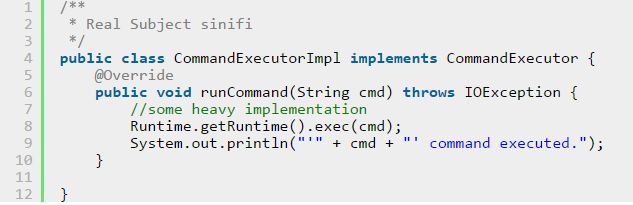 1 /**
2  * Real Subject sinifi
3  */
4 public class CommandExecutorImpl implements CommandExecutor {
5     @Override
6     public void runCommand(String cmd) throws IOException {
7         //some heavy implementation
8         Runtime.getRuntime().exec(cmd);
9         System.out.println("'" + cmd + "' command executed.");
10     }
11
12 }